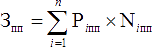 Зпп = n∑i=1 Piпп × Niпп